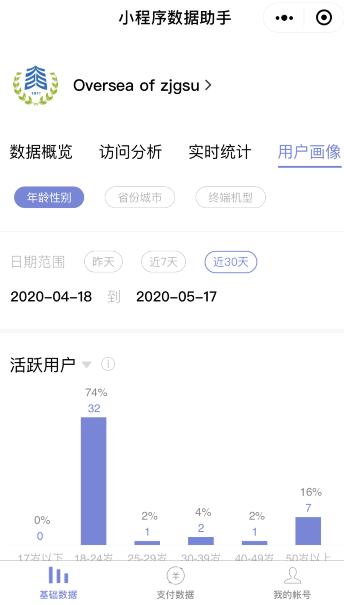 小程序数据助手
1911
Oversea of zjgsu
数据概览 访问分析 实时统计 用户画像
年龄性别 省份城市 终端机型
日期范围 昨天 近7天 近30天
2020-04-18 到 2020-05-17
活跃用户
74%
32
16%
7
4%
2
2%
1
2%
1
0%
0
17岁以下 18-24岁 25-29岁 30-39岁 40-49岁 50岁以上
基础数据 支付数据 我的帐号